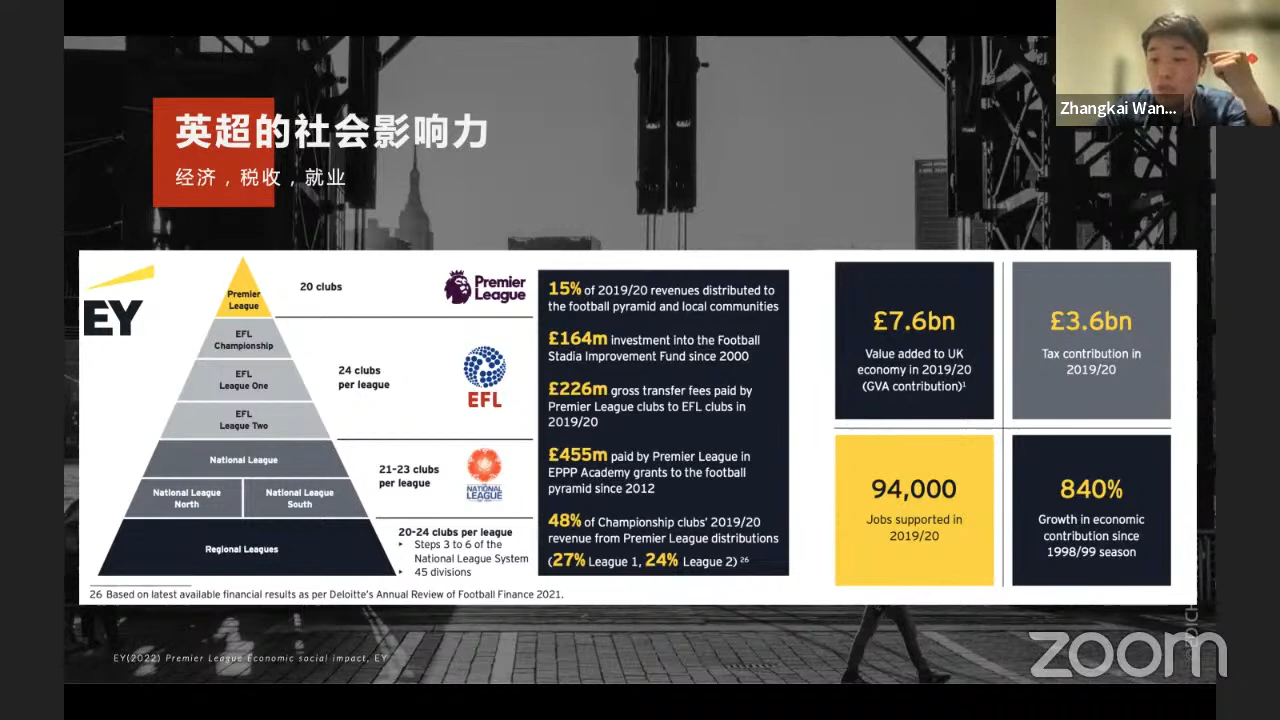 Zhangkai Wan...
英超的社会影响力
经济，税收，就业
EY
Premier
League
20 clubs
Premier
League
EFL
Championship
EFL
League One
EFL
League Two
24 clubs
per league
EFL
National League
National League
North
National League
South
21-23 clubs
per league
NATIONAL
LEAGUE
Regional Leagues
20-24 clubs per league
‣ Steps 3 to 6 of the
National League System
‣ 45 divisions
15% of 2019/20 revenues distributed to
the football pyramid and local communities
£164m investment into the Football
Stadia Improvement Fund since 2000
£226m gross transfer fees paid by
Premier League clubs to EFL clubs in
2019/20
£455m paid by Premier League in
EPPP Academy grants to the football
pyramid since 2012
48% of Championship clubs' 2019/20
revenue from Premier League distributions
(27% League 1, 24% League 2) 26
£7.6bn
Value added to UK
economy in 2019/20
(GVA contribution)1
£3.6bn
Tax contribution in
2019/20
94,000
Jobs supported in
2019/20
840%
Growth in economic
contribution since
1998/99 season
26 Based on latest available financial results as per Deloitte's Annual Review of Football Finance 2021.
EY(2022) Premier League Economic social impact, EY
zoom